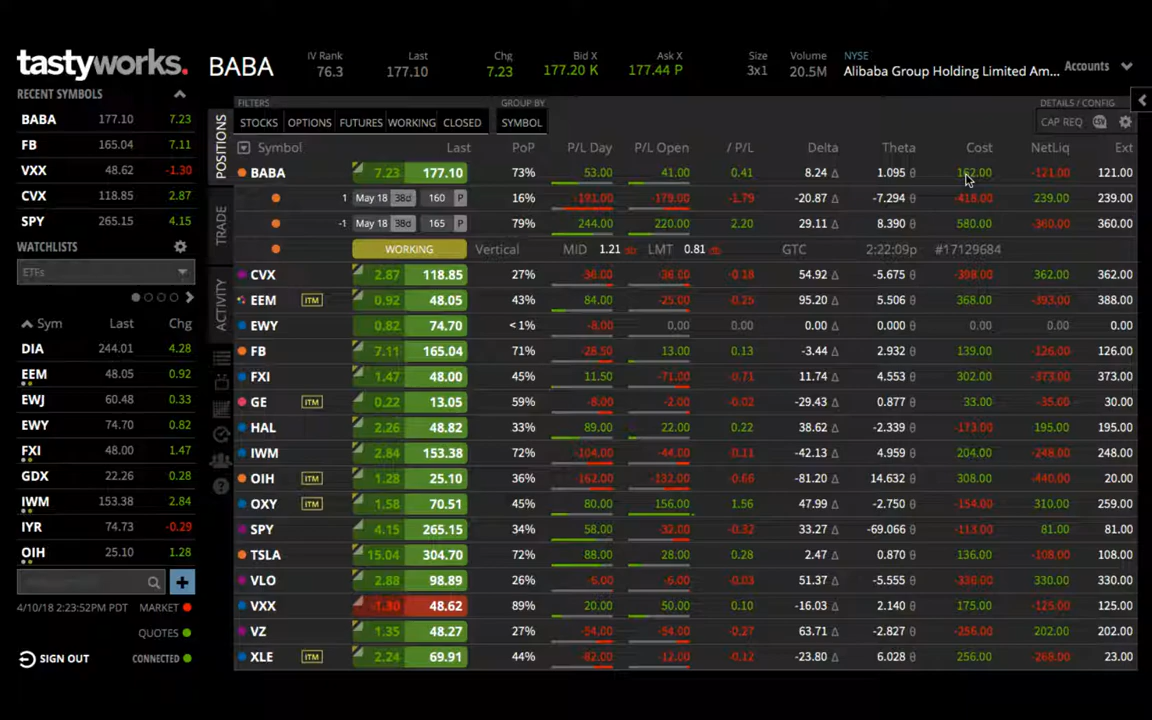 tastyworks.
BABA
IV Rank
76.3
Last
177.10
Chg
7.23
Bid X
177.20 K
Ask X
177.44 P
Size
3x1
Volume
20.5M
NYSE
Alibaba Group Holding Limited Am...
Accounts
RECENT SYMBOLS
BABA 177.10 7.23
FB 165.04 7.11
VXX 48.62 -1.30
CVX 118.85 2.87
SPY 265.15 4.15
WATCHLISTS
ETFs
Sym Last Chg
DIA 244.01 4.28
EEM 48.05 0.92
EWJ 60.48 0.33
EWY 74.70 0.82
FXI 48.00 1.47
GDX 22.26 0.28
IWM 153.38 2.84
IYR 74.73 -0.29
OIH 25.10 1.28
4/10/18 2:23:52M PDT MARKET
QUOTES
SIGN OUT CONNECTED
POSITIONS
TRADE
ACTIVITY
FILTERS GROUP BY DETAILS / CONFIG
STOCKS OPTIONS FUTURES WORKING CLOSED SYMBOL CAP REQ CSV
Symbol Last PoP P/L Day P/L Open / P/L Delta Theta Cost NetLiq Ext
BABA 7.23 177.10 73% 53.00 41.00 0.41 8.24 Δ 1.095 θ 162.00 -121.00 121.00
1 May 18 38d 160 P 16% -191.00 -179.00 -1.79 -20.87 Δ -7.294 θ -418.00 239.00 239.00
-1 May 18 38d 165 P 79% 244.00 220.00 2.20 29.11 Δ 8.390 θ 580.00 -360.00 360.00
WORKING Vertical MID 1.21 db LMT 0.81 db GTC 2:22:09p #17129684
CVX 2.87 118.85 27% -36.00 -36.00 -0.18 54.92 Δ -5.675 θ -398.00 362.00 362.00
EEM ITM 0.92 48.05 43% 84.00 -25.00 -0.25 95.20 Δ 5.506 θ 368.00 -393.00 388.00
EWY 0.82 74.70 < 1% -8.00 0.00 0.00 0.00 Δ 0.000 θ 0.00 0.00 0.00
FB 7.11 165.04 71% -28.50 13.00 0.13 -3.44 Δ 2.932 θ 139.00 -126.00 126.00
FXI 1.47 48.00 45% 11.50 -71.00 -0.71 11.74 Δ 4.553 θ 302.00 -373.00 373.00
GE ITM 0.22 13.05 59% -8.00 -2.00 -0.02 -29.43 Δ 0.877 θ 33.00 -35.00 30.00
HAL 2.26 48.82 33% 89.00 22.00 0.22 38.62 Δ -2.339 θ -173.00 195.00 195.00
IWM 2.84 153.38 72% -104.00 -44.00 -0.11 -42.13 Δ 4.959 θ 204.00 -248.00 248.00
OIH ITM 1.28 25.10 36% -162.00 -132.00 -0.66 -81.20 Δ 14.632 θ 308.00 -440.00 20.00
OXY ITM 1.58 70.51 45% 80.00 156.00 1.56 47.99 Δ -2.750 θ -154.00 310.00 259.00
SPY 4.15 265.15 34% 58.00 -32.00 -0.32 33.27 Δ -69.066 θ -113.00 81.00 81.00
TSLA 15.04 304.70 72% 88.00 28.00 0.28 2.47 Δ 0.870 θ 136.00 -108.00 108.00
VLO 2.88 98.89 26% -6.00 -6.00 -0.03 51.37 Δ -5.555 θ -336.00 330.00 330.00
VXX -1.30 48.62 89% 20.00 50.00 0.10 -16.03 Δ 2.140 θ 175.00 -125.00 125.00
VZ 1.35 48.27 27% -54.00 -54.00 -0.27 63.71 Δ -2.827 θ -256.00 202.00 202.00
XLE ITM 2.24 69.91 44% -82.00 -12.00 -0.12 -23.80 Δ 6.028 θ 256.00 -268.00 23.00